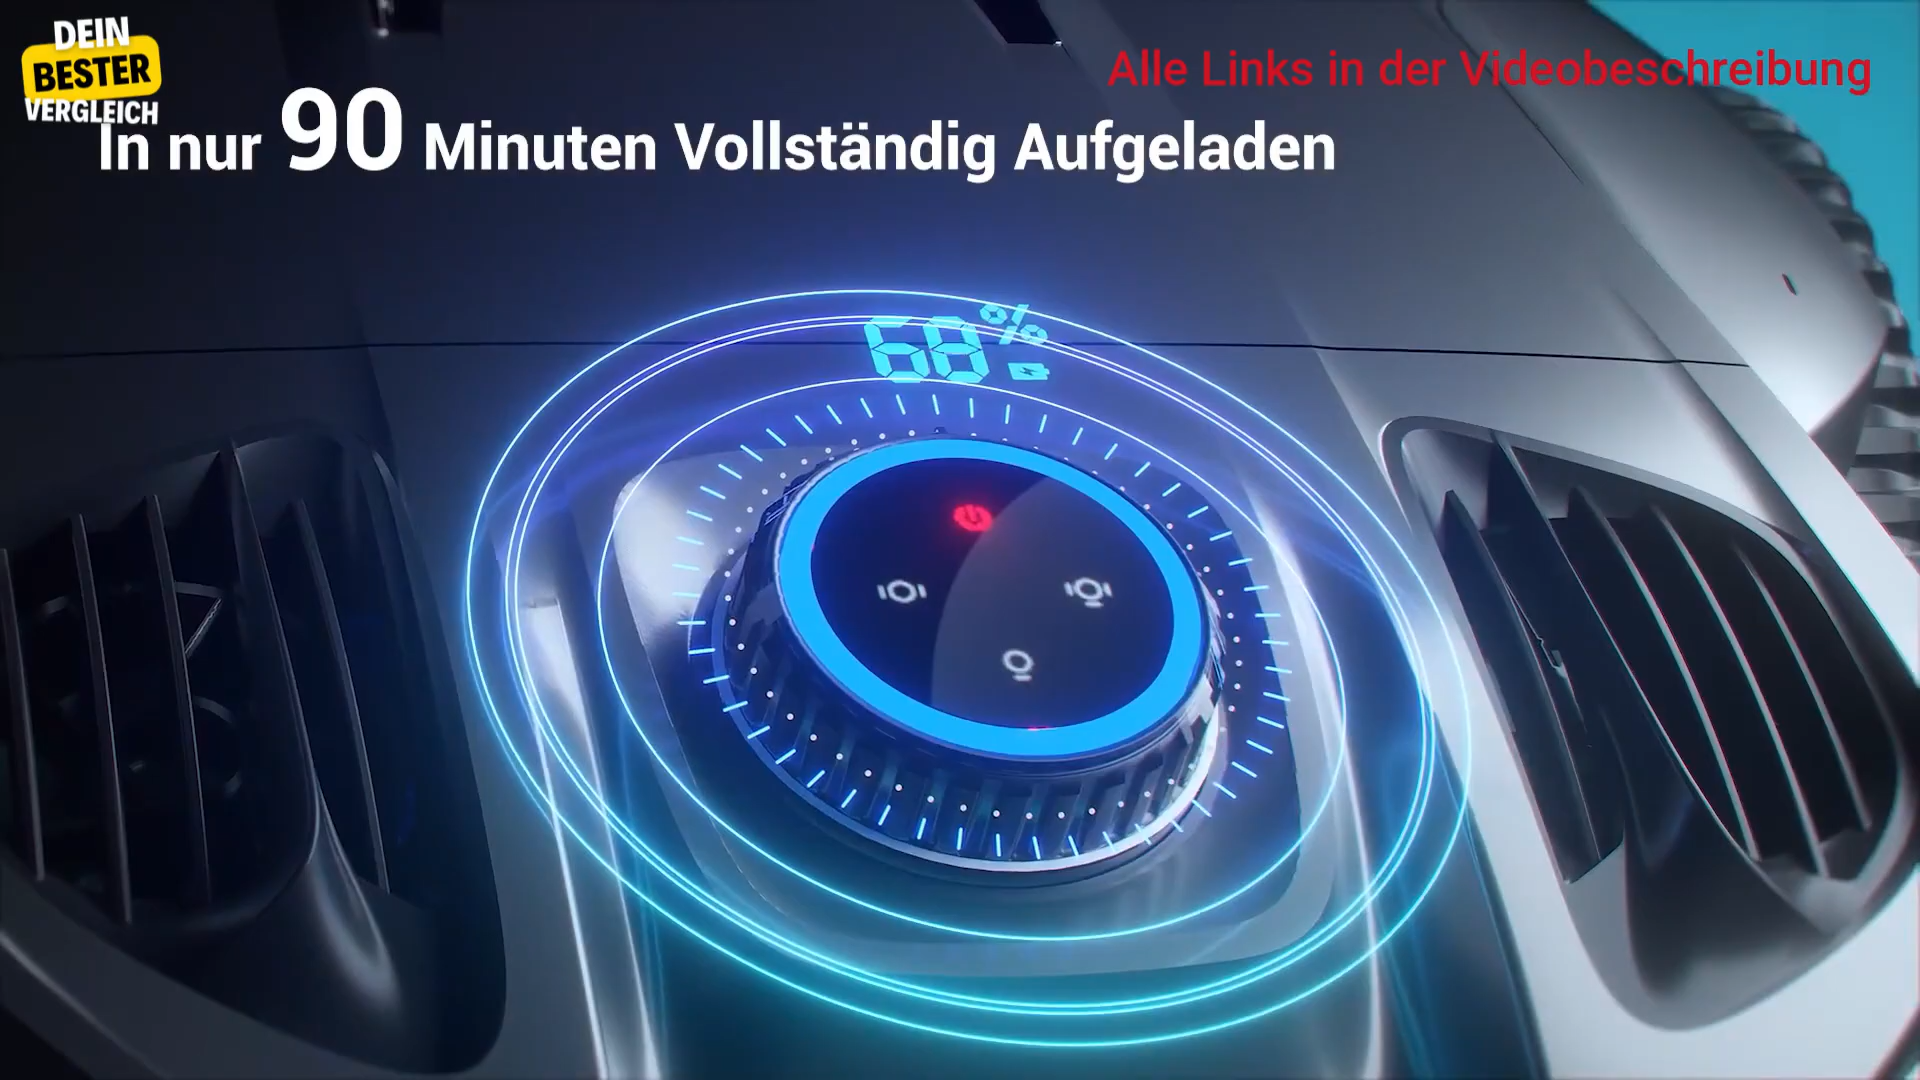 DEIN
BESTER
VERGLEICH
Alle Links in der Videobeschreibung
In nur 90 Minuten Vollständig Aufgeladen
68%